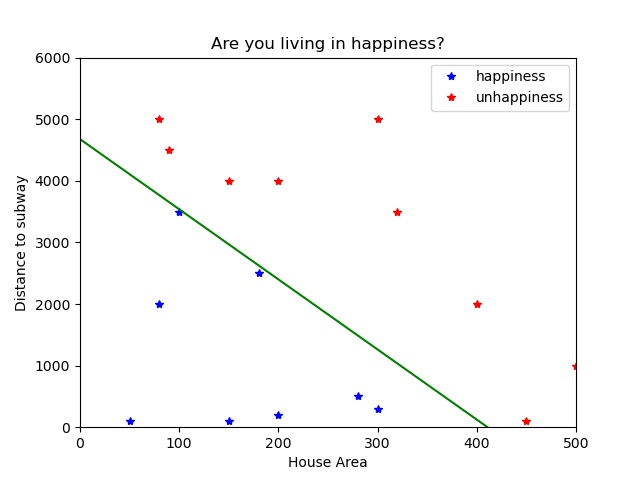 Are you living in happiness?
happiness
unhappiness
6000
5000
4000
3000
2000
1000
0
Distance to subway
0 100 200 300 400 500
House Area